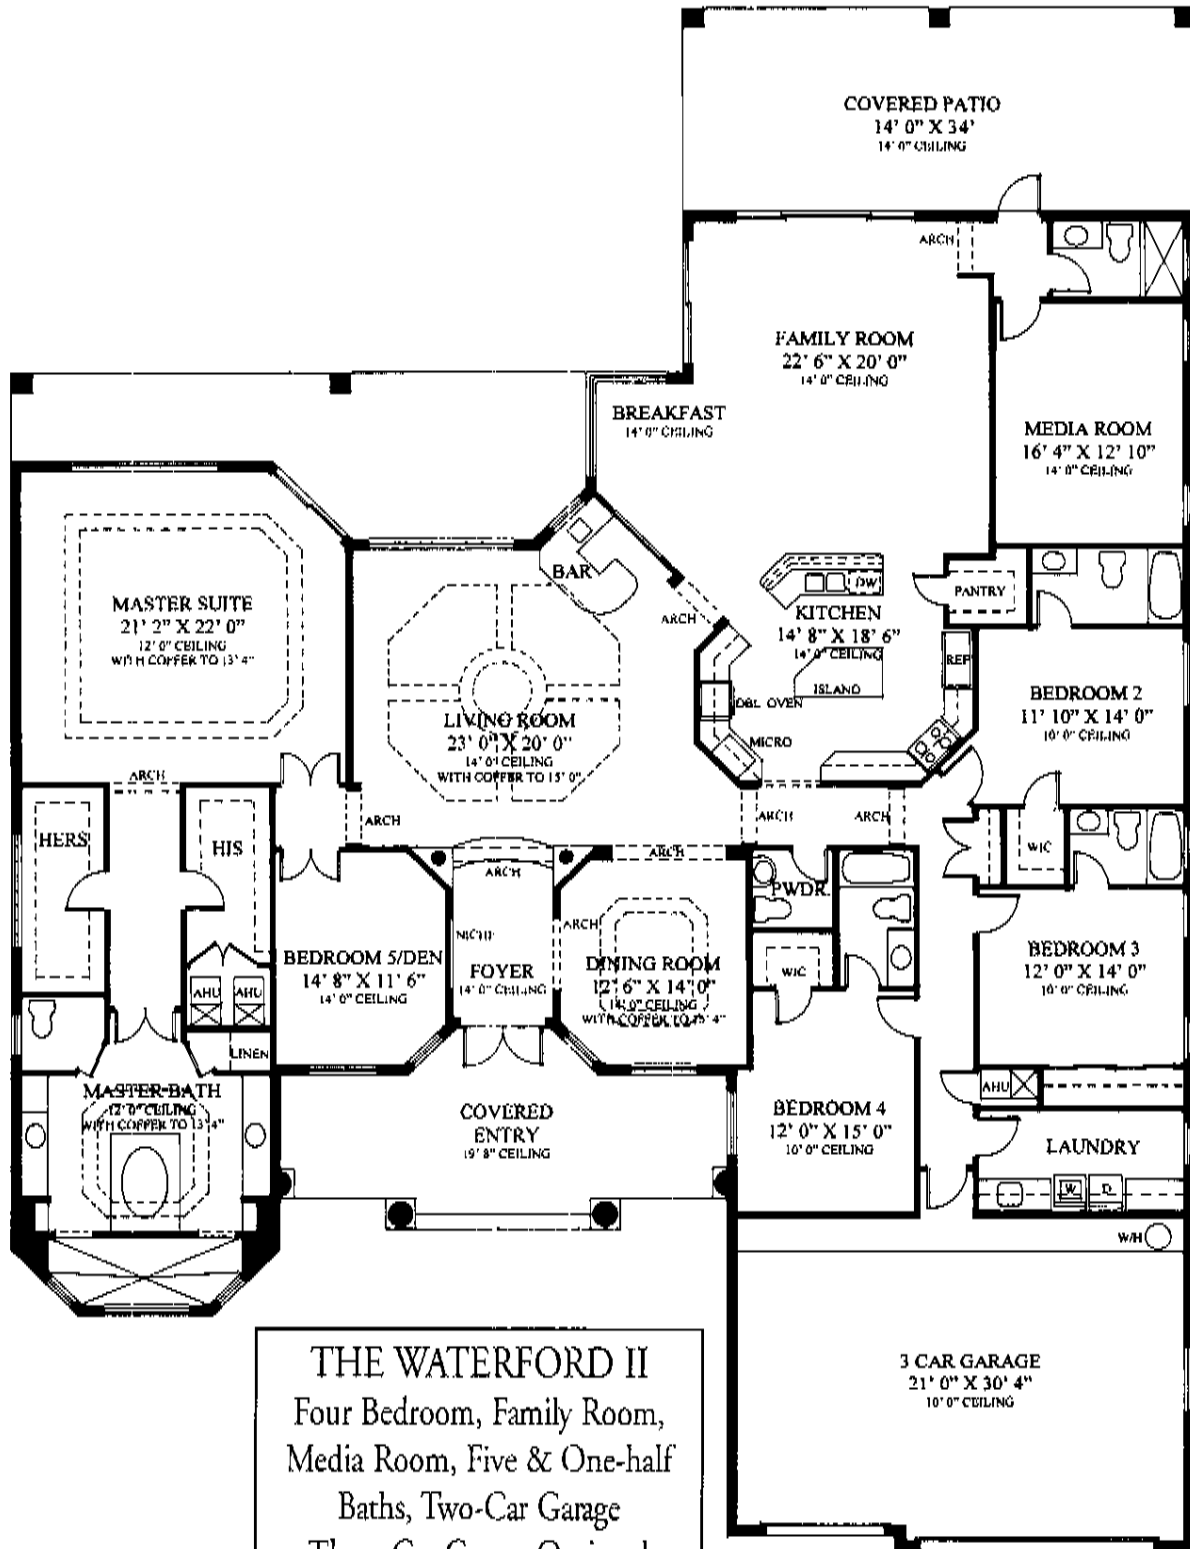 COVERED PATIO
14' 0" X 34'
14' 0" CEILING
ARCH
FAMILY ROOM
22' 6" X 20' 0"
14' 0" CEILING
BREAKFAST
14' 0" CEILING
MEDIA ROOM
16' 4" X 12' 10"
14' 0" CEILING
MASTER SUITE
21' 2" X 22' 0"
12' 0" CEILING
WITH COFFER TO 13' 4"
BAR
ARCH
DW
KITCHEN
14' 8" X 18' 6"
14' 0" CEILING
ISLAND
PANTRY
REF
DBL OVEN
MICRO
LIVING ROOM
23' 0" X 20' 0"
14' 0" CEILING
WITH COFFER TO 15' 0"
BEDROOM 2
11' 10" X 14' 0"
10' 0" CEILING
ARCH
HERS
HIS
ARCH
ARCH
ARCH
ARCH
ARCH
WIC
PWDR.
NICHE
ARCH
BEDROOM 5/DEN
14' 8" X 11' 6"
14' 0" CEILING
FOYER
14' 0" CEILING
DINING ROOM
12' 6" X 14' 0"
14' 0" CEILING
WITH COFFER TO 15' 4"
WIC
BEDROOM 3
12' 0" X 14' 0"
10' 0" CEILING
AHU
AHU
LINEN
MASTER BATH
12' 0" CEILING
WITH COFFER TO 13' 4"
COVERED
ENTRY
19' 8" CEILING
BEDROOM 4
12' 0" X 15' 0"
10' 0" CEILING
AHU
LAUNDRY
W
D
W/H
3 CAR GARAGE
21' 0" X 30' 4"
10' 0" CEILING
THE WATERFORD II
Four Bedroom, Family Room,
Media Room, Five & One-half
Baths, Two-Car Garage